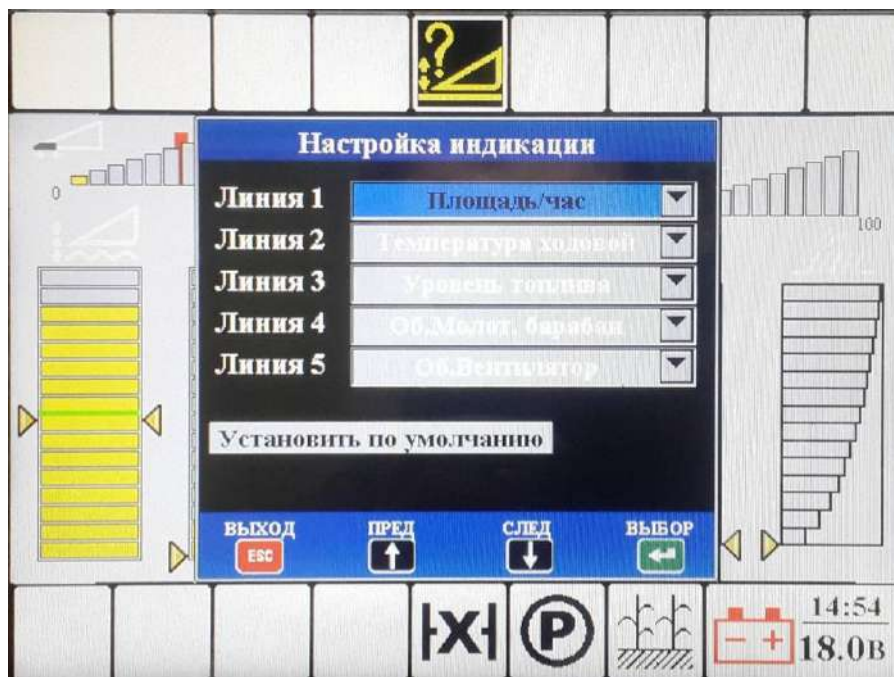 ?
Настройка индикации
Линия 1 Площадь/час
Линия 2 Температура ходовой
Линия 3 Уровень топлива
Линия 4 Об.Молот. барабан
Линия 5 Об.Вентилятор
0
100
Установить по умолчанию
ВЫХОД ПРЕД СЛЕД ВЫБОР
ESC
X P - +
14:54
18.0В